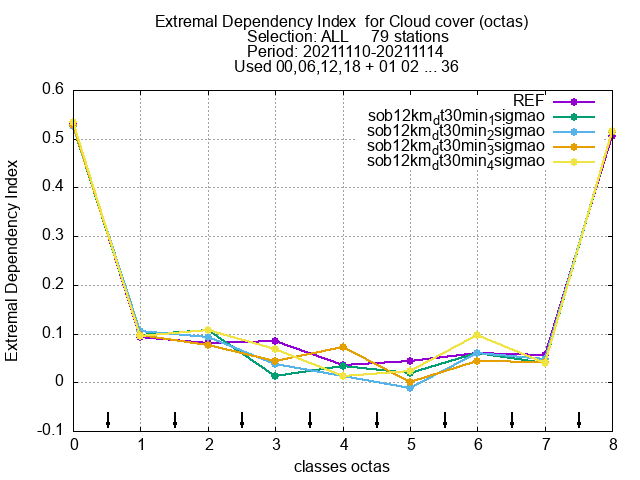 Extremal Dependency Index  for Cloud cover (octas)
Selection: ALL     79 stations
Period: 20211110-20211114
Used 00,06,12,18 + 01 02 ... 36
REF
sob12km_dt30min_1sigmao
sob12km_dt30min_2sigmao
sob12km_dt30min_3sigmao
sob12km_dt30min_4sigmao
Extremal Dependency Index
0.6
0.5
0.4
0.3
0.2
0.1
0
-0.1
0 1 2 3 4 5 6 7 8
classes octas